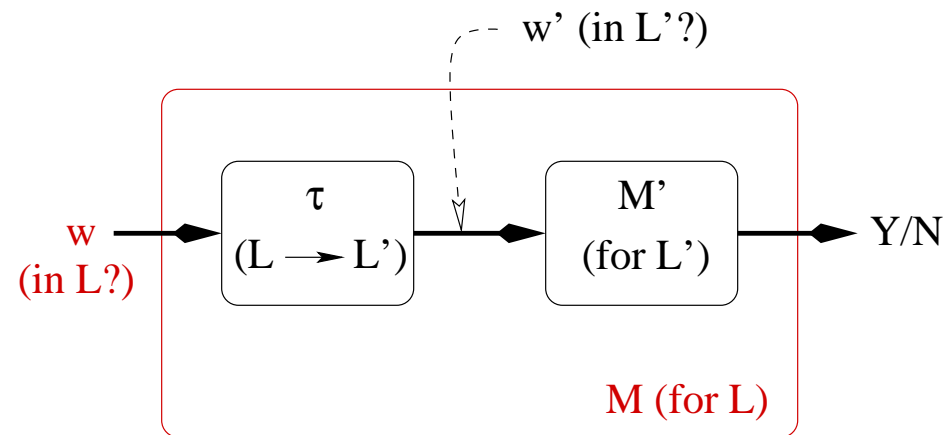 w’ (in L’?)
τ
(L → L’)
M’
(for L’)
w
(in L?)
Y/N
M (for L)